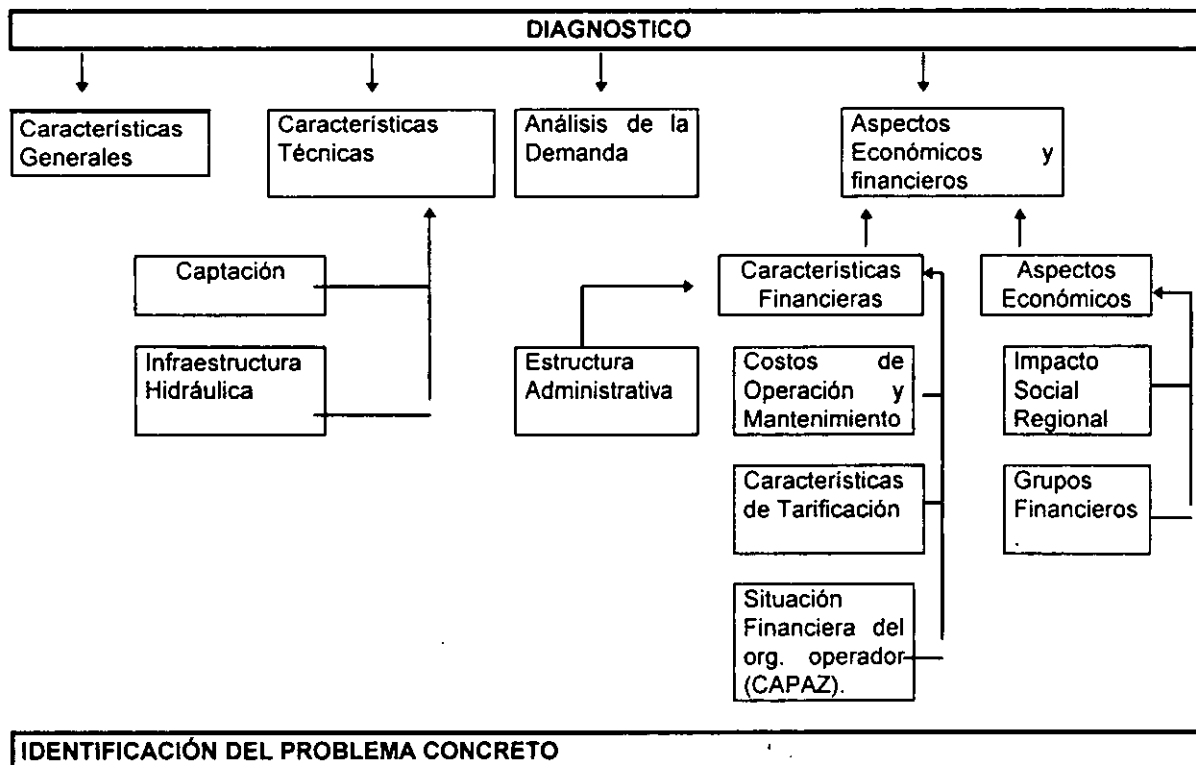 DIAGNOSTICO
Características
Generales
Características
Técnicas
Análisis de la
Demanda
Aspectos
Económicos y
financieros
Captación
Características
Financieras
Aspectos
Económicos
Infraestructura
Hidráulica
Estructura
Administrativa
Costos de
Operación y
Mantenimiento
Impacto
Social
Regional
Características
de Tarificación
Grupos
Financieros
Situación
Financiera del
org. operador
(CAPAZ).
IDENTIFICACIÓN DEL PROBLEMA CONCRETO